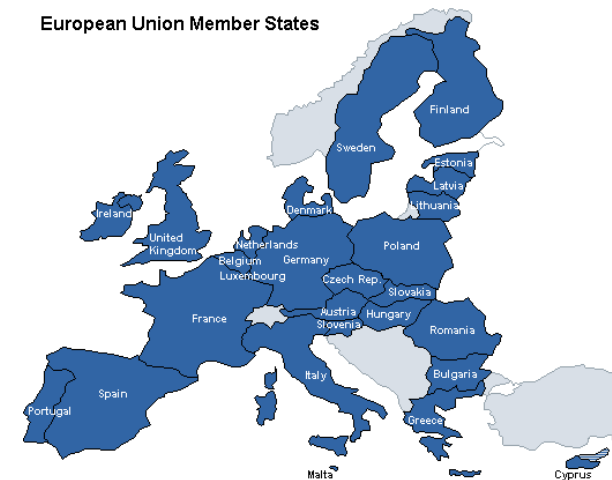 European Union Member States
Finland
Sweden
Estonia
Latvia
Lithuania
Denmark
Ireland
United
Kingdom
Netherlands
Belgium
Germany
Poland
Luxembourg
Czech Rep.
Slovakia
Austria
Hungary
Slovenia
France
Romania
Italy
Bulgaria
Spain
Portugal
Greece
Malta
Cyprus